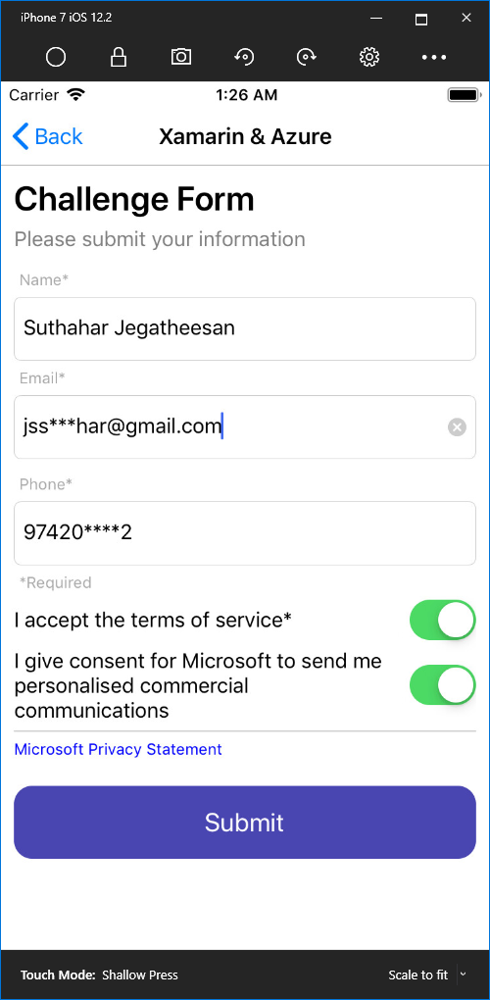 iPhone 7 iOS 12.2
Carrier 1:26 AM
Back Xamarin & Azure
Challenge Form
Please submit your information
Name*
Suthahar Jegatheesan
Email*
jss***har@gmail.com
Phone*
97420****2
*Required
I accept the terms of service*
I give consent for Microsoft to send me
personalised commercial
communications
Microsoft Privacy Statement
Submit
Touch Mode: Shallow Press Scale to fit